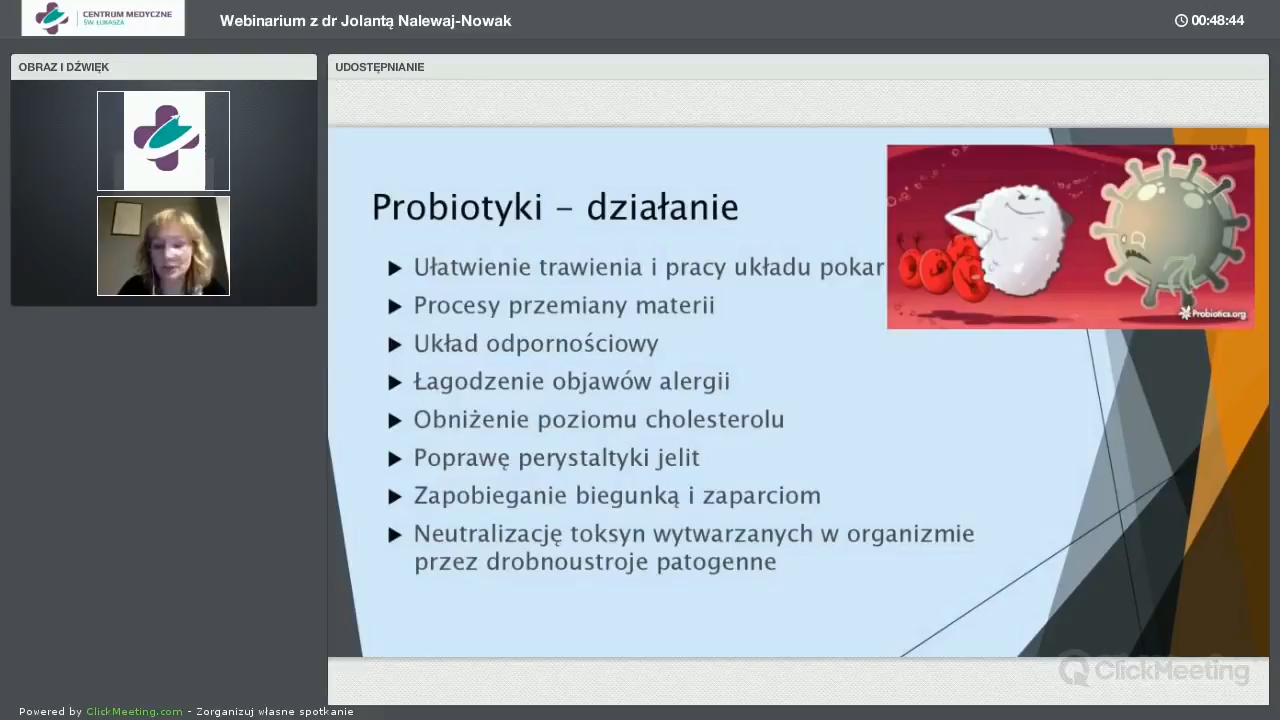 CENTRUM MEDYCZNE
ŚW. ŁUKASZA
Webinarium z dr Jolantą Nalewaj-Nowak
00:48:44
OBRAZ I DŹWIĘK
UDOSTĘPNIANIE
Probiotyki – działanie
Ułatwienie trawienia i pracy układu pokar
Procesy przemiany materii
Układ odpornościowy
Łagodzenie objawów alergii
Obniżenie poziomu cholesterolu
Poprawę perystaltyki jelit
Zapobieganie biegunką i zaparciom
Neutralizację toksyn wytwarzanych w organizmie
przez drobnoustroje patogenne
Probiotics.org
ClickMeeting
Powered by ClickMeeting.com - Zorganizuj własne spotkanie